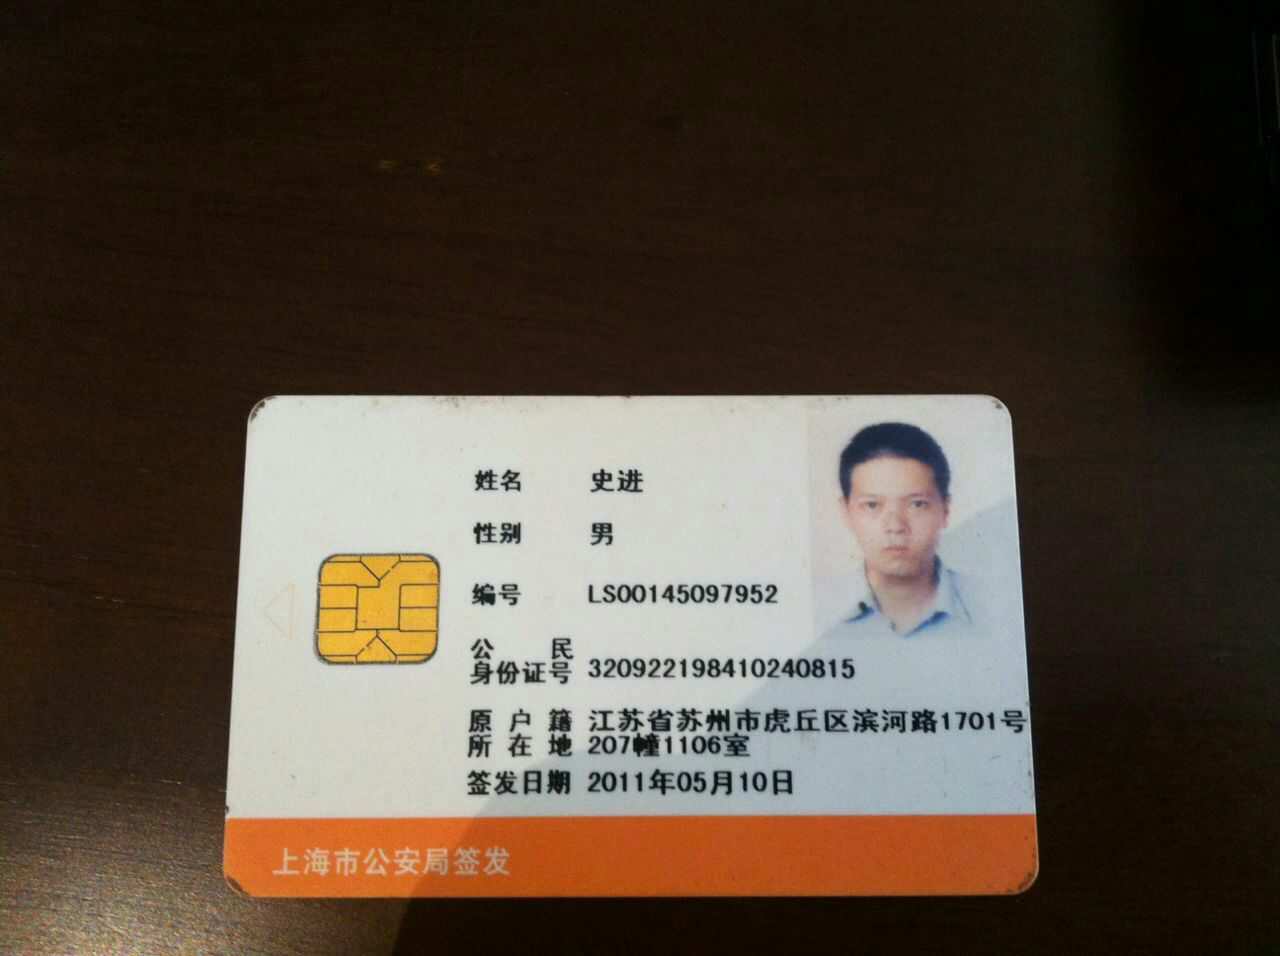 姓名 史进
性别 男
编号 LS00145097952
公民
身份证号 320922198410240815
原户籍 江苏省苏州市虎丘区滨河路1701号
所在地 207幢1106室
签发日期 2011年05月10日
上海市公安局签发